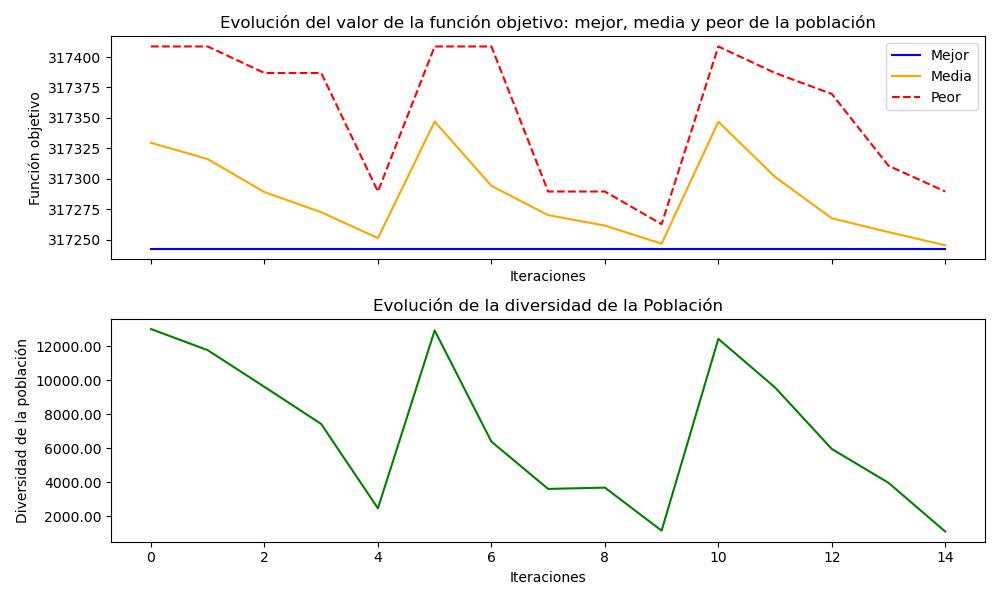 Evolución del valor de la función objetivo: mejor, media y peor de la población
Función objetivo
317400
317375
317350
317325
317300
317275
317250
Mejor
Media
Peor
Iteraciones
Evolución de la diversidad de la Población
Diversidad de la población
12000.00
10000.00
8000.00
6000.00
4000.00
2000.00
0 2 4 6 8 10 12 14
Iteraciones